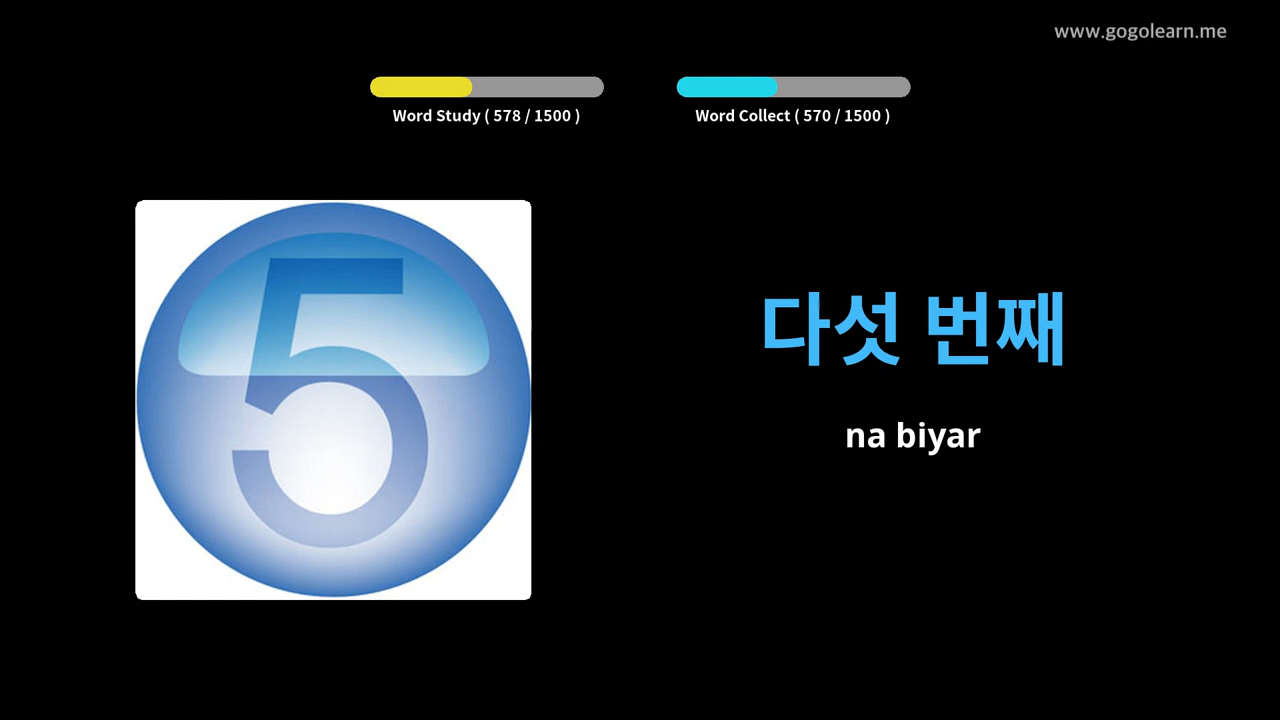 www.gogolearn.me
Word Study ( 578 / 1500 )
Word Collect ( 570 / 1500 )
5
다섯 번째
na biyar